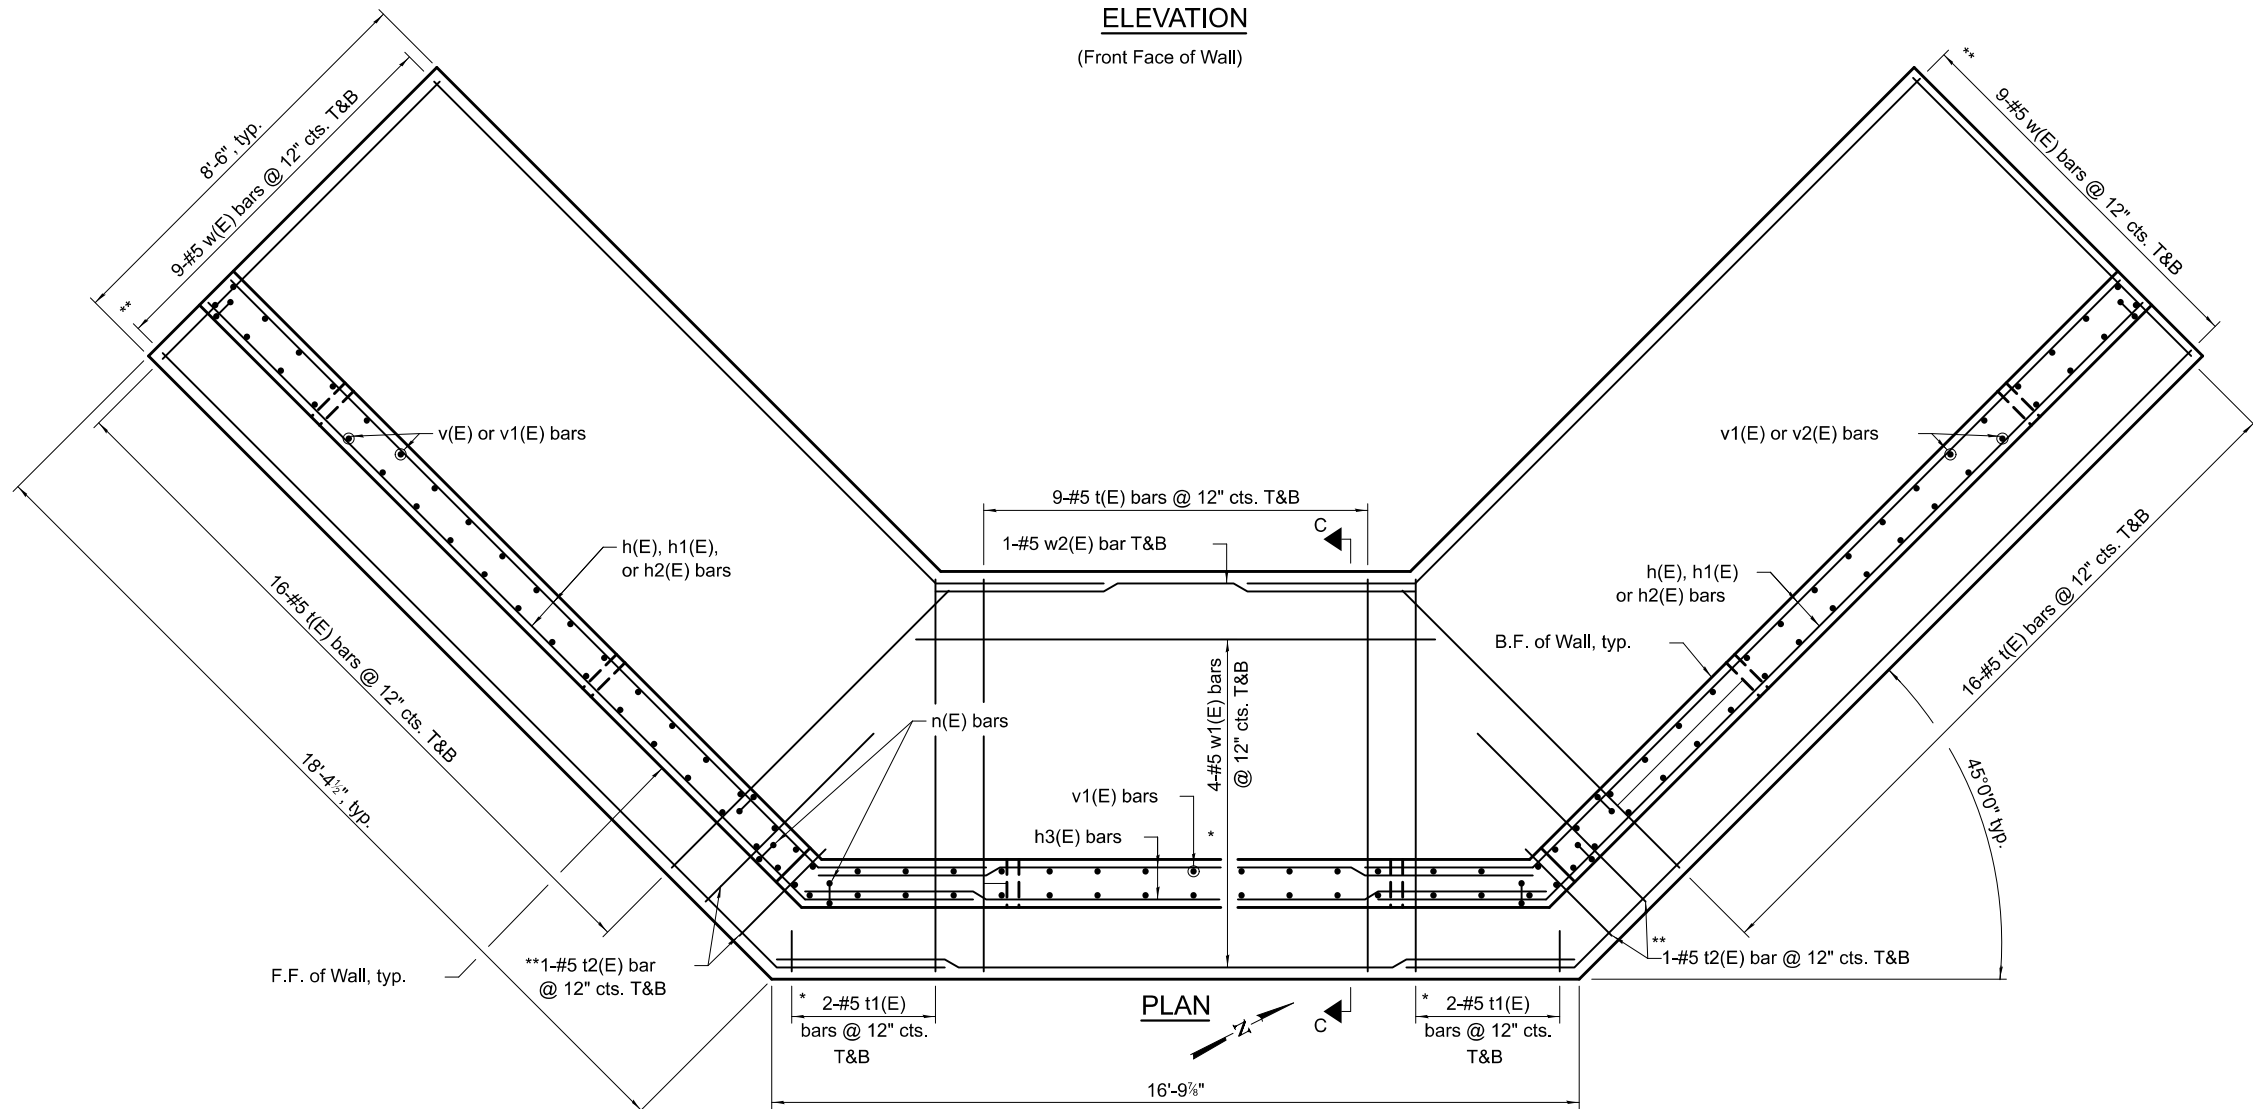 ELEVATION
(Front Face of Wall)
8'-6", typ.
9-#5 w(E) bars @ 12" cts. T&B
**
**
9-#5 w(E) bars @ 12" cts. T&B
v(E) or v1(E) bars
v1(E) or v2(E) bars
9-#5 t(E) bars @ 12" cts. T&B
C
1-#5 w2(E) bar T&B
h(E), h1(E),
or h2(E) bars
h(E), h1(E)
or h2(E) bars
16-#5 t(E) bars @ 12" cts. T&B
16-#5 t(E) bars @ 12" cts. T&B
B.F. of Wall, typ.
18'-4½", typ.
n(E) bars
4-#5 w1(E) bars
@ 12" cts. T&B
*
v1(E) bars
h3(E) bars
45°0'0" typ.
F.F. of Wall, typ.
**1-#5 t2(E) bar
@ 12" cts. T&B
**
1-#5 t2(E) bar @ 12" cts. T&B
* 2-#5 t1(E)
bars @ 12" cts.
T&B
PLAN
N
C
* 2-#5 t1(E)
bars @ 12" cts.
T&B
16'-9⅞"